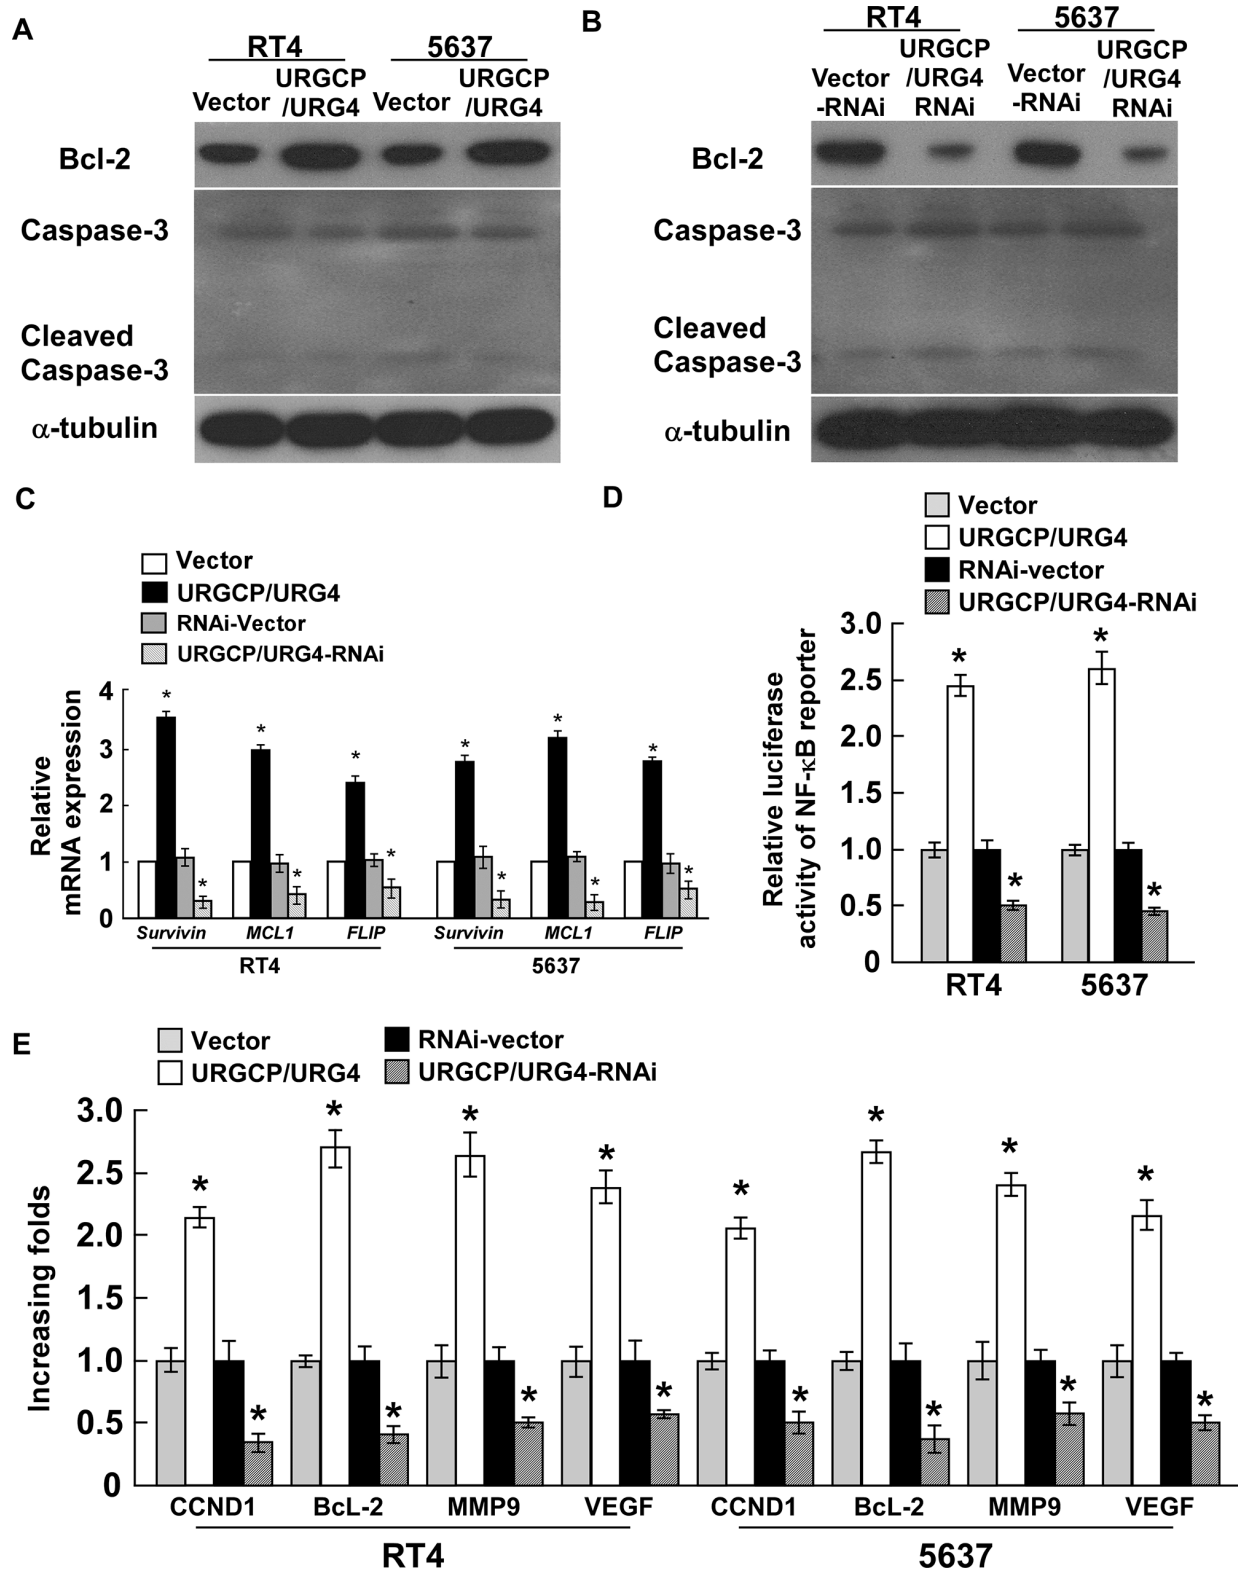 A
RT4 5637
Vector URGCP/URG4 Vector URGCP/URG4
Bcl-2
Caspase-3
Cleaved
Caspase-3
α-tubulin
B
RT4 5637
Vector-RNAi URGCP/URG4 RNAi Vector-RNAi URGCP/URG4 RNAi
Bcl-2
Caspase-3
Cleaved
Caspase-3
α-tubulin
C
Vector
URGCP/URG4
RNAi-Vector
URGCP/URG4-RNAi
Relative
mRNA expression
4
3
2
1
0
* * * * * * * * * * * *
Survivin MCL1 FLIP Survivin MCL1 FLIP
RT4 5637
D
Vector
URGCP/URG4
RNAi-vector
URGCP/URG4-RNAi
Relative luciferase
activity of NF-κB reporter
3.0
2.5
2.0
1.5
1.0
0.5
0
* * * *
RT4 5637
E
Vector RNAi-vector
URGCP/URG4 URGCP/URG4-RNAi
Increasing folds
3.0
2.5
2.0
1.5
1.0
0.5
0
* * * * * * * * * * * * * * * *
CCND1 BcL-2 MMP9 VEGF CCND1 BcL-2 MMP9 VEGF
RT4 5637